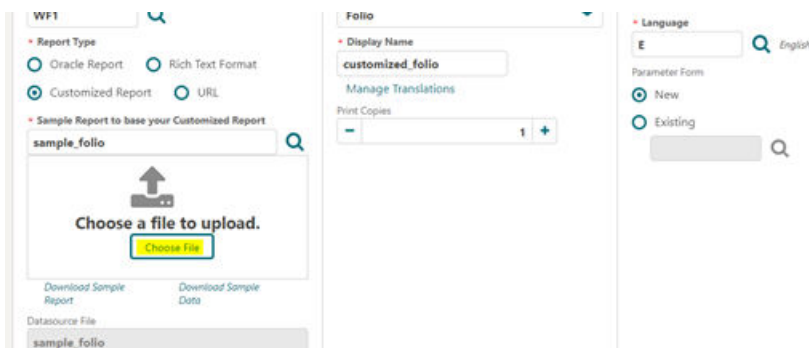 WF1
* Report Type
Oracle Report
Rich Text Format
Customized Report
URL
* Sample Report to base your Customized Report
sample_folio
Choose a file to upload.
Choose File
Download Sample Report
Download Sample Data
Datasource File
sample_folio
Folio
* Display Name
customized_folio
Manage Translations
Print Copies
1
* Language
E
English
Parameter Form
New
Existing